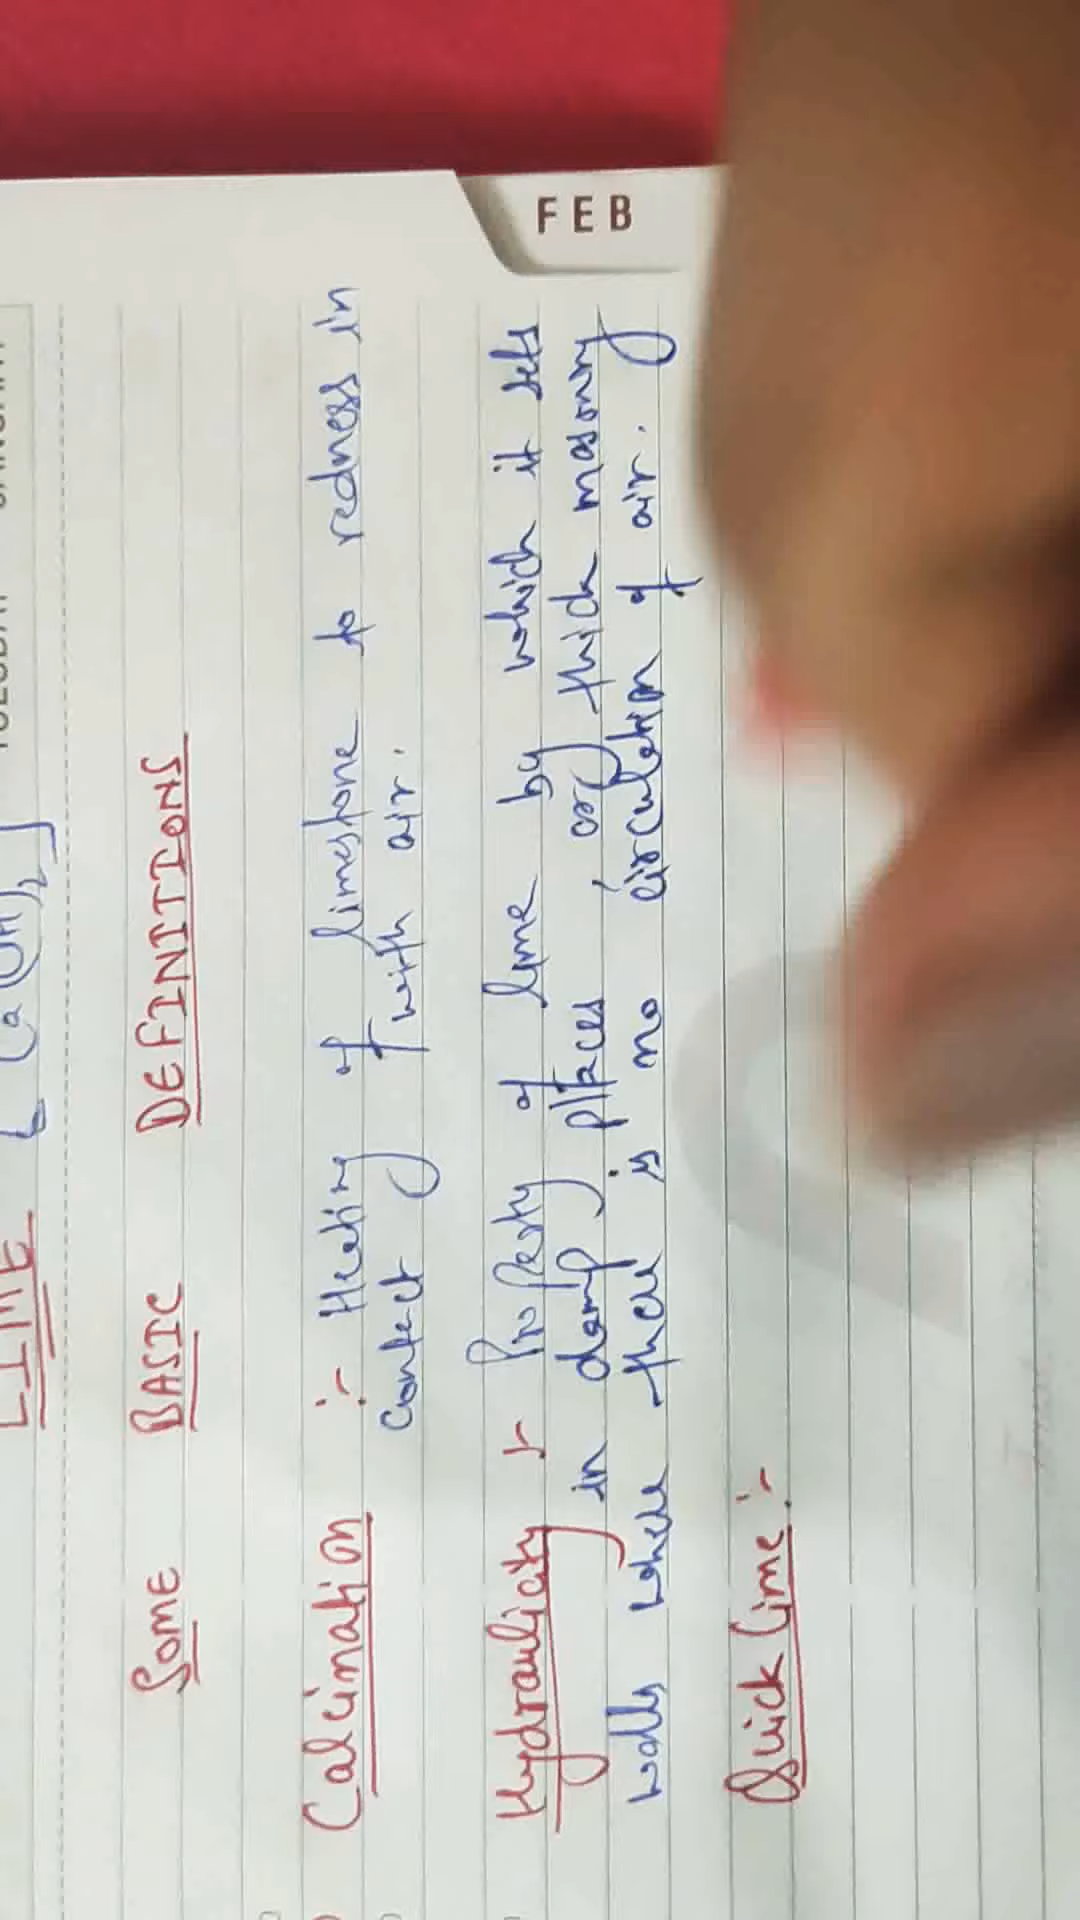 FEB
LIME [Ca(OH)2]
SOME BASIC DEFINITIONS
Calcination :- Heating of limestone to redness in
contact with air.
Hydraulicity :- Property of lime by which it sets
in damp places or thick masonry
walls where there is no circulation of air.
Quick lime :-